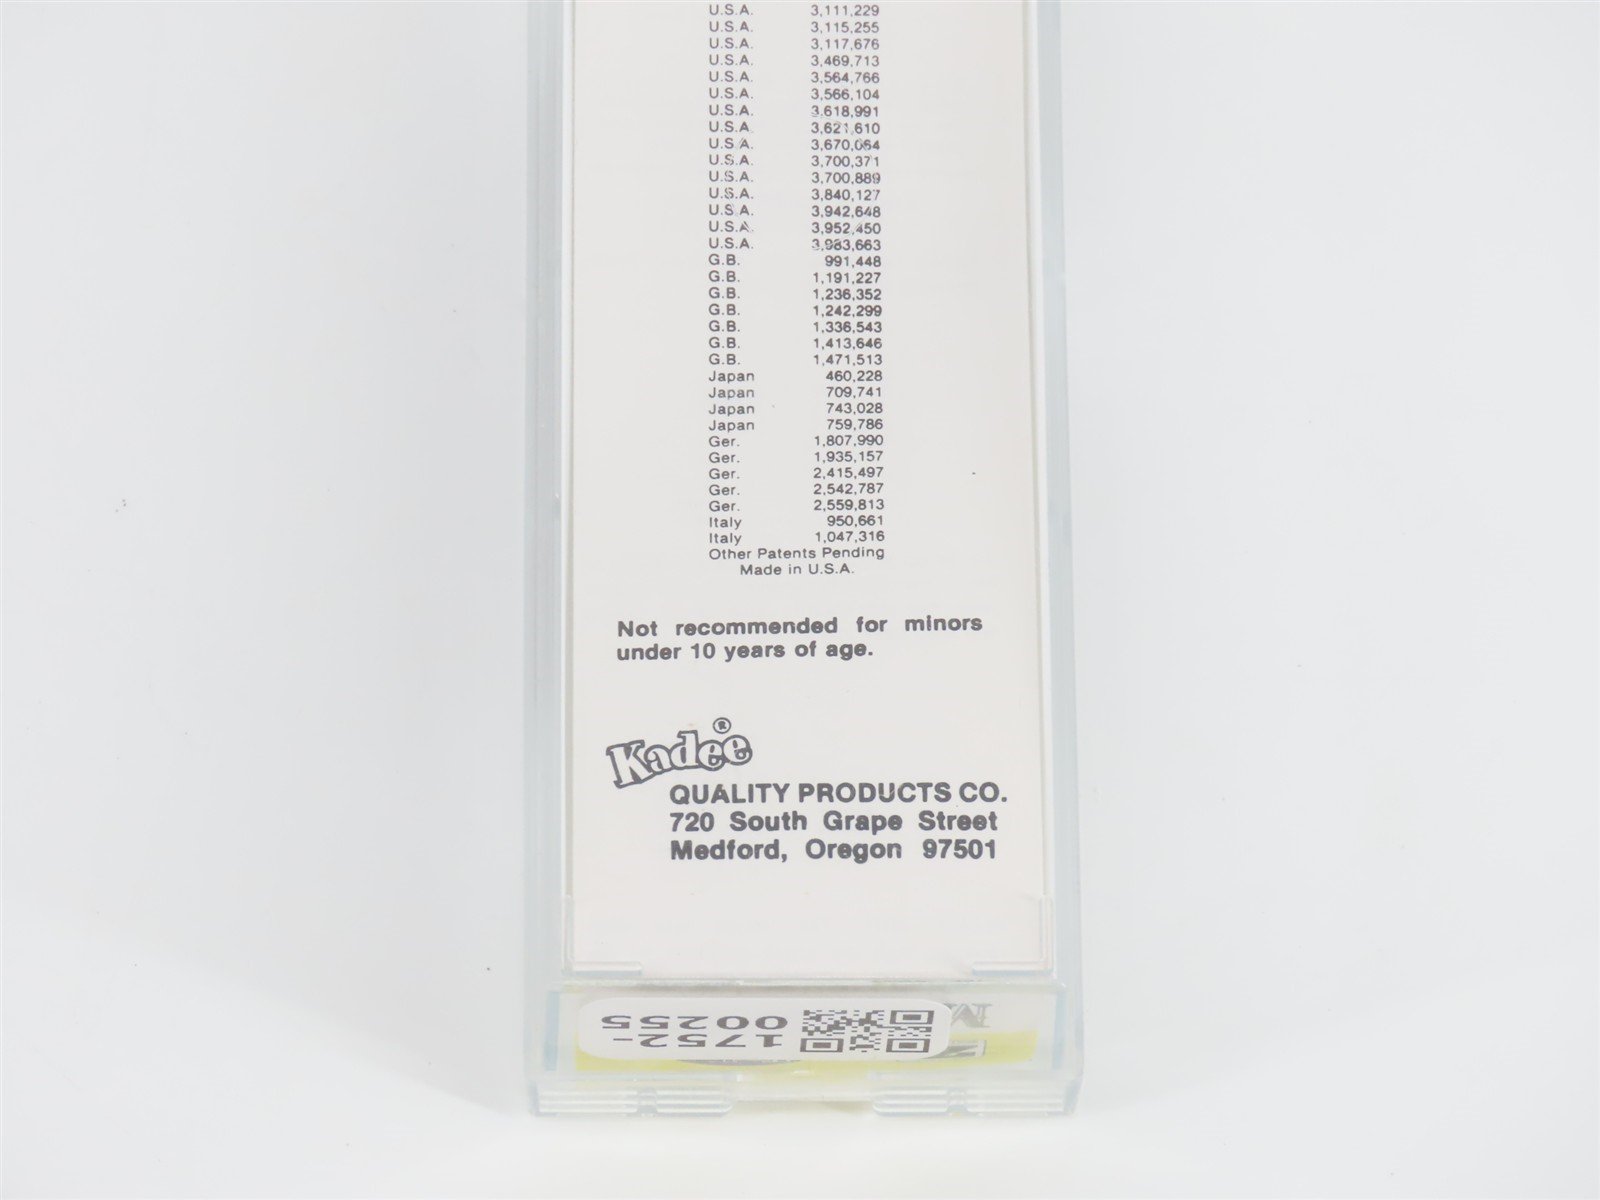 U.S.A. 3,111,229
U.S.A. 3,115,255
U.S.A. 3,117,676
U.S.A. 3,469,713
U.S.A. 3,564,766
U.S.A. 3,566,104
U.S.A. 3,618,991
U.S.A. 3,621,610
U.S.A. 3,670,064
U.S.A. 3,700,371
U.S.A. 3,700,889
U.S.A. 3,840,127
U.S.A. 3,942,648
U.S.A. 3,952,450
U.S.A. 3,983,663
G.B. 991,448
G.B. 1,191,227
G.B. 1,236,352
G.B. 1,242,299
G.B. 1,336,543
G.B. 1,413,646
G.B. 1,471,513
Japan 460,228
Japan 709,741
Japan 743,028
Japan 759,786
Ger. 1,807,990
Ger. 1,935,157
Ger. 2,415,497
Ger. 2,542,787
Ger. 2,559,813
Italy 950,661
Italy 1,047,316
Other Patents Pending
Made in U.S.A.
Not recommended for minors
under 10 years of age.
Kadee®
QUALITY PRODUCTS CO.
720 South Grape Street
Medford, Oregon 97501
1752-
00255